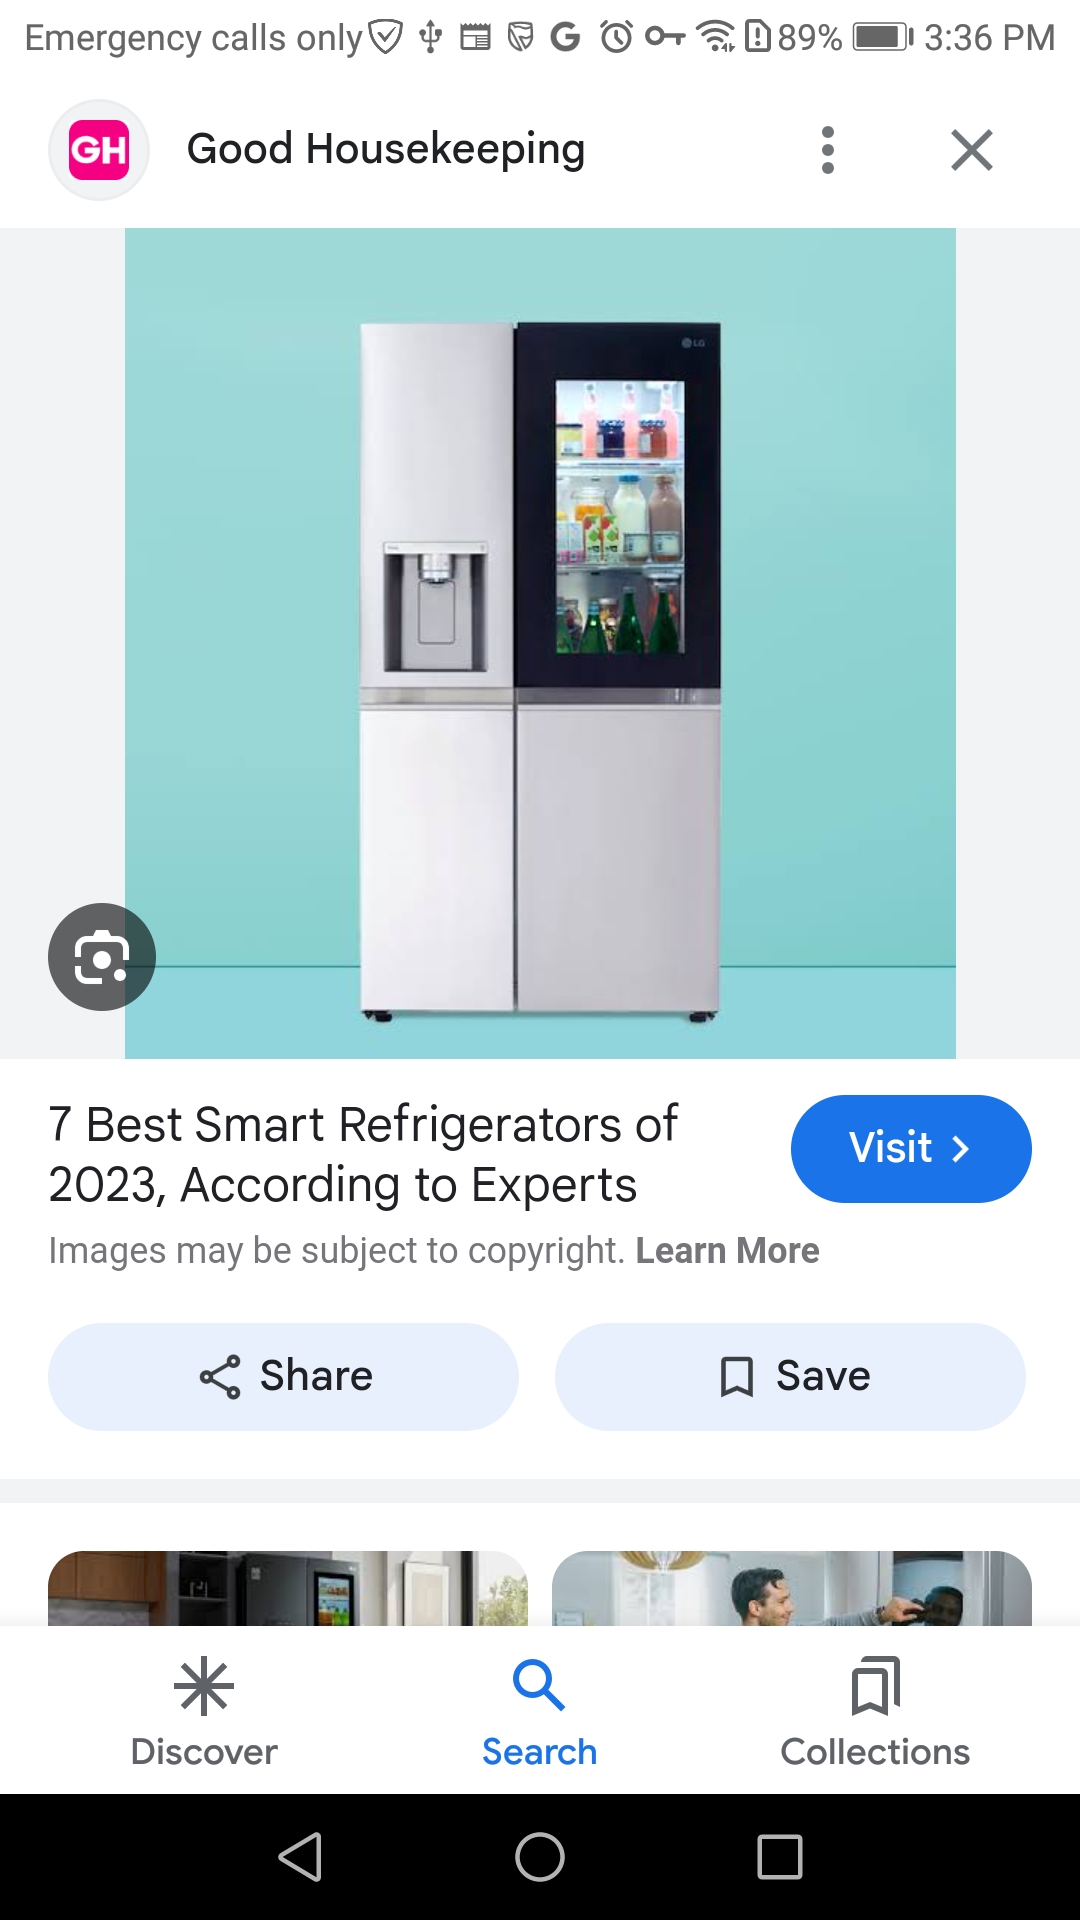 Emergency calls only 89% 3:36 PM
GH Good Housekeeping
LG
7 Best Smart Refrigerators of
2023, According to Experts
Visit
Images may be subject to copyright. Learn More
Share Save
Discover Search Collections